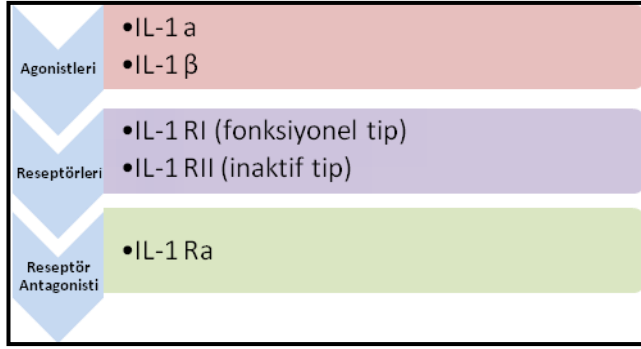 Agonistleri
•IL-1 a
•IL-1 β
Reseptörleri
•IL-1 RI (fonksiyonel tip)
•IL-1 RII (inaktif tip)
Reseptör
Antagonisti
•IL-1 Ra